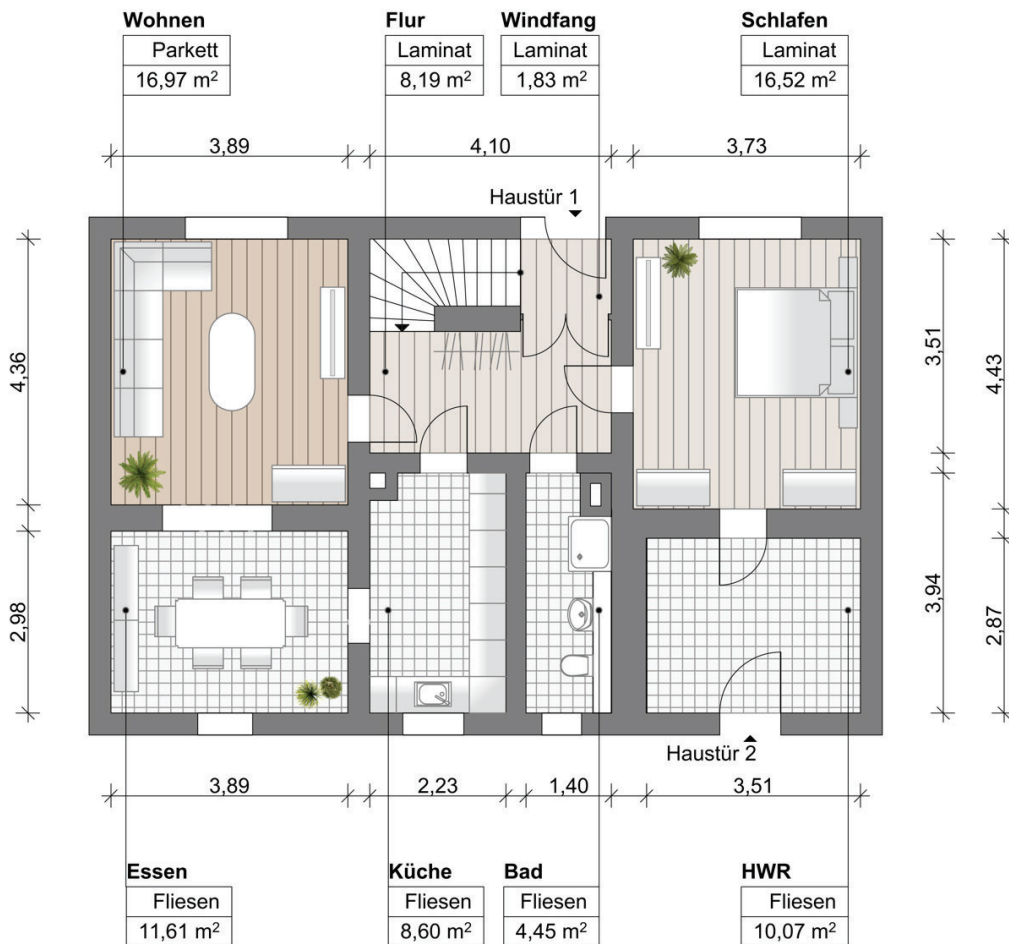 Wohnen
Parkett
16,97 m²
Flur
Laminat
8,19 m²
Windfang
Laminat
1,83 m²
Schlafen
Laminat
16,52 m²
3,89
4,10
3,73
Haustür 1
4,36
2,98
3,51
4,43
3,94
2,87
Haustür 2
3,89
2,23
1,40
3,51
Essen
Fliesen
11,61 m²
Küche
Fliesen
8,60 m²
Bad
Fliesen
4,45 m²
HWR
Fliesen
10,07 m²